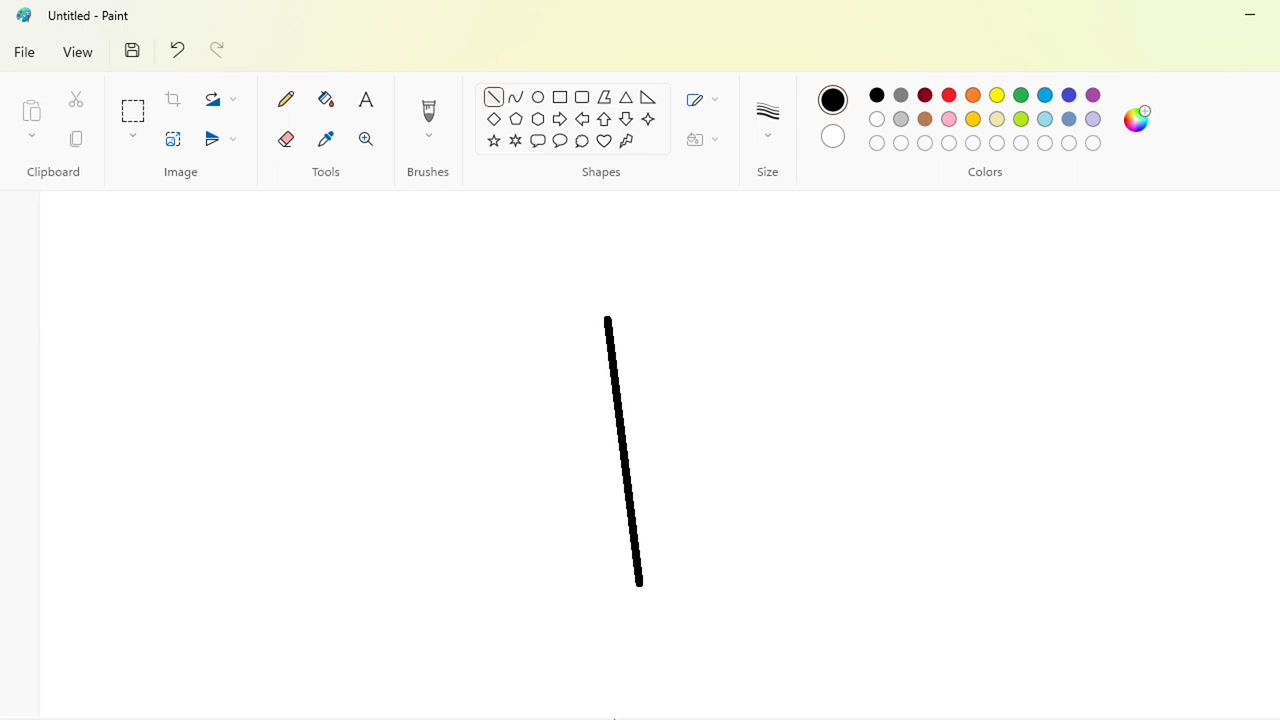 Untitled - Paint
File View
Clipboard Image Tools Brushes Shapes Size Colors